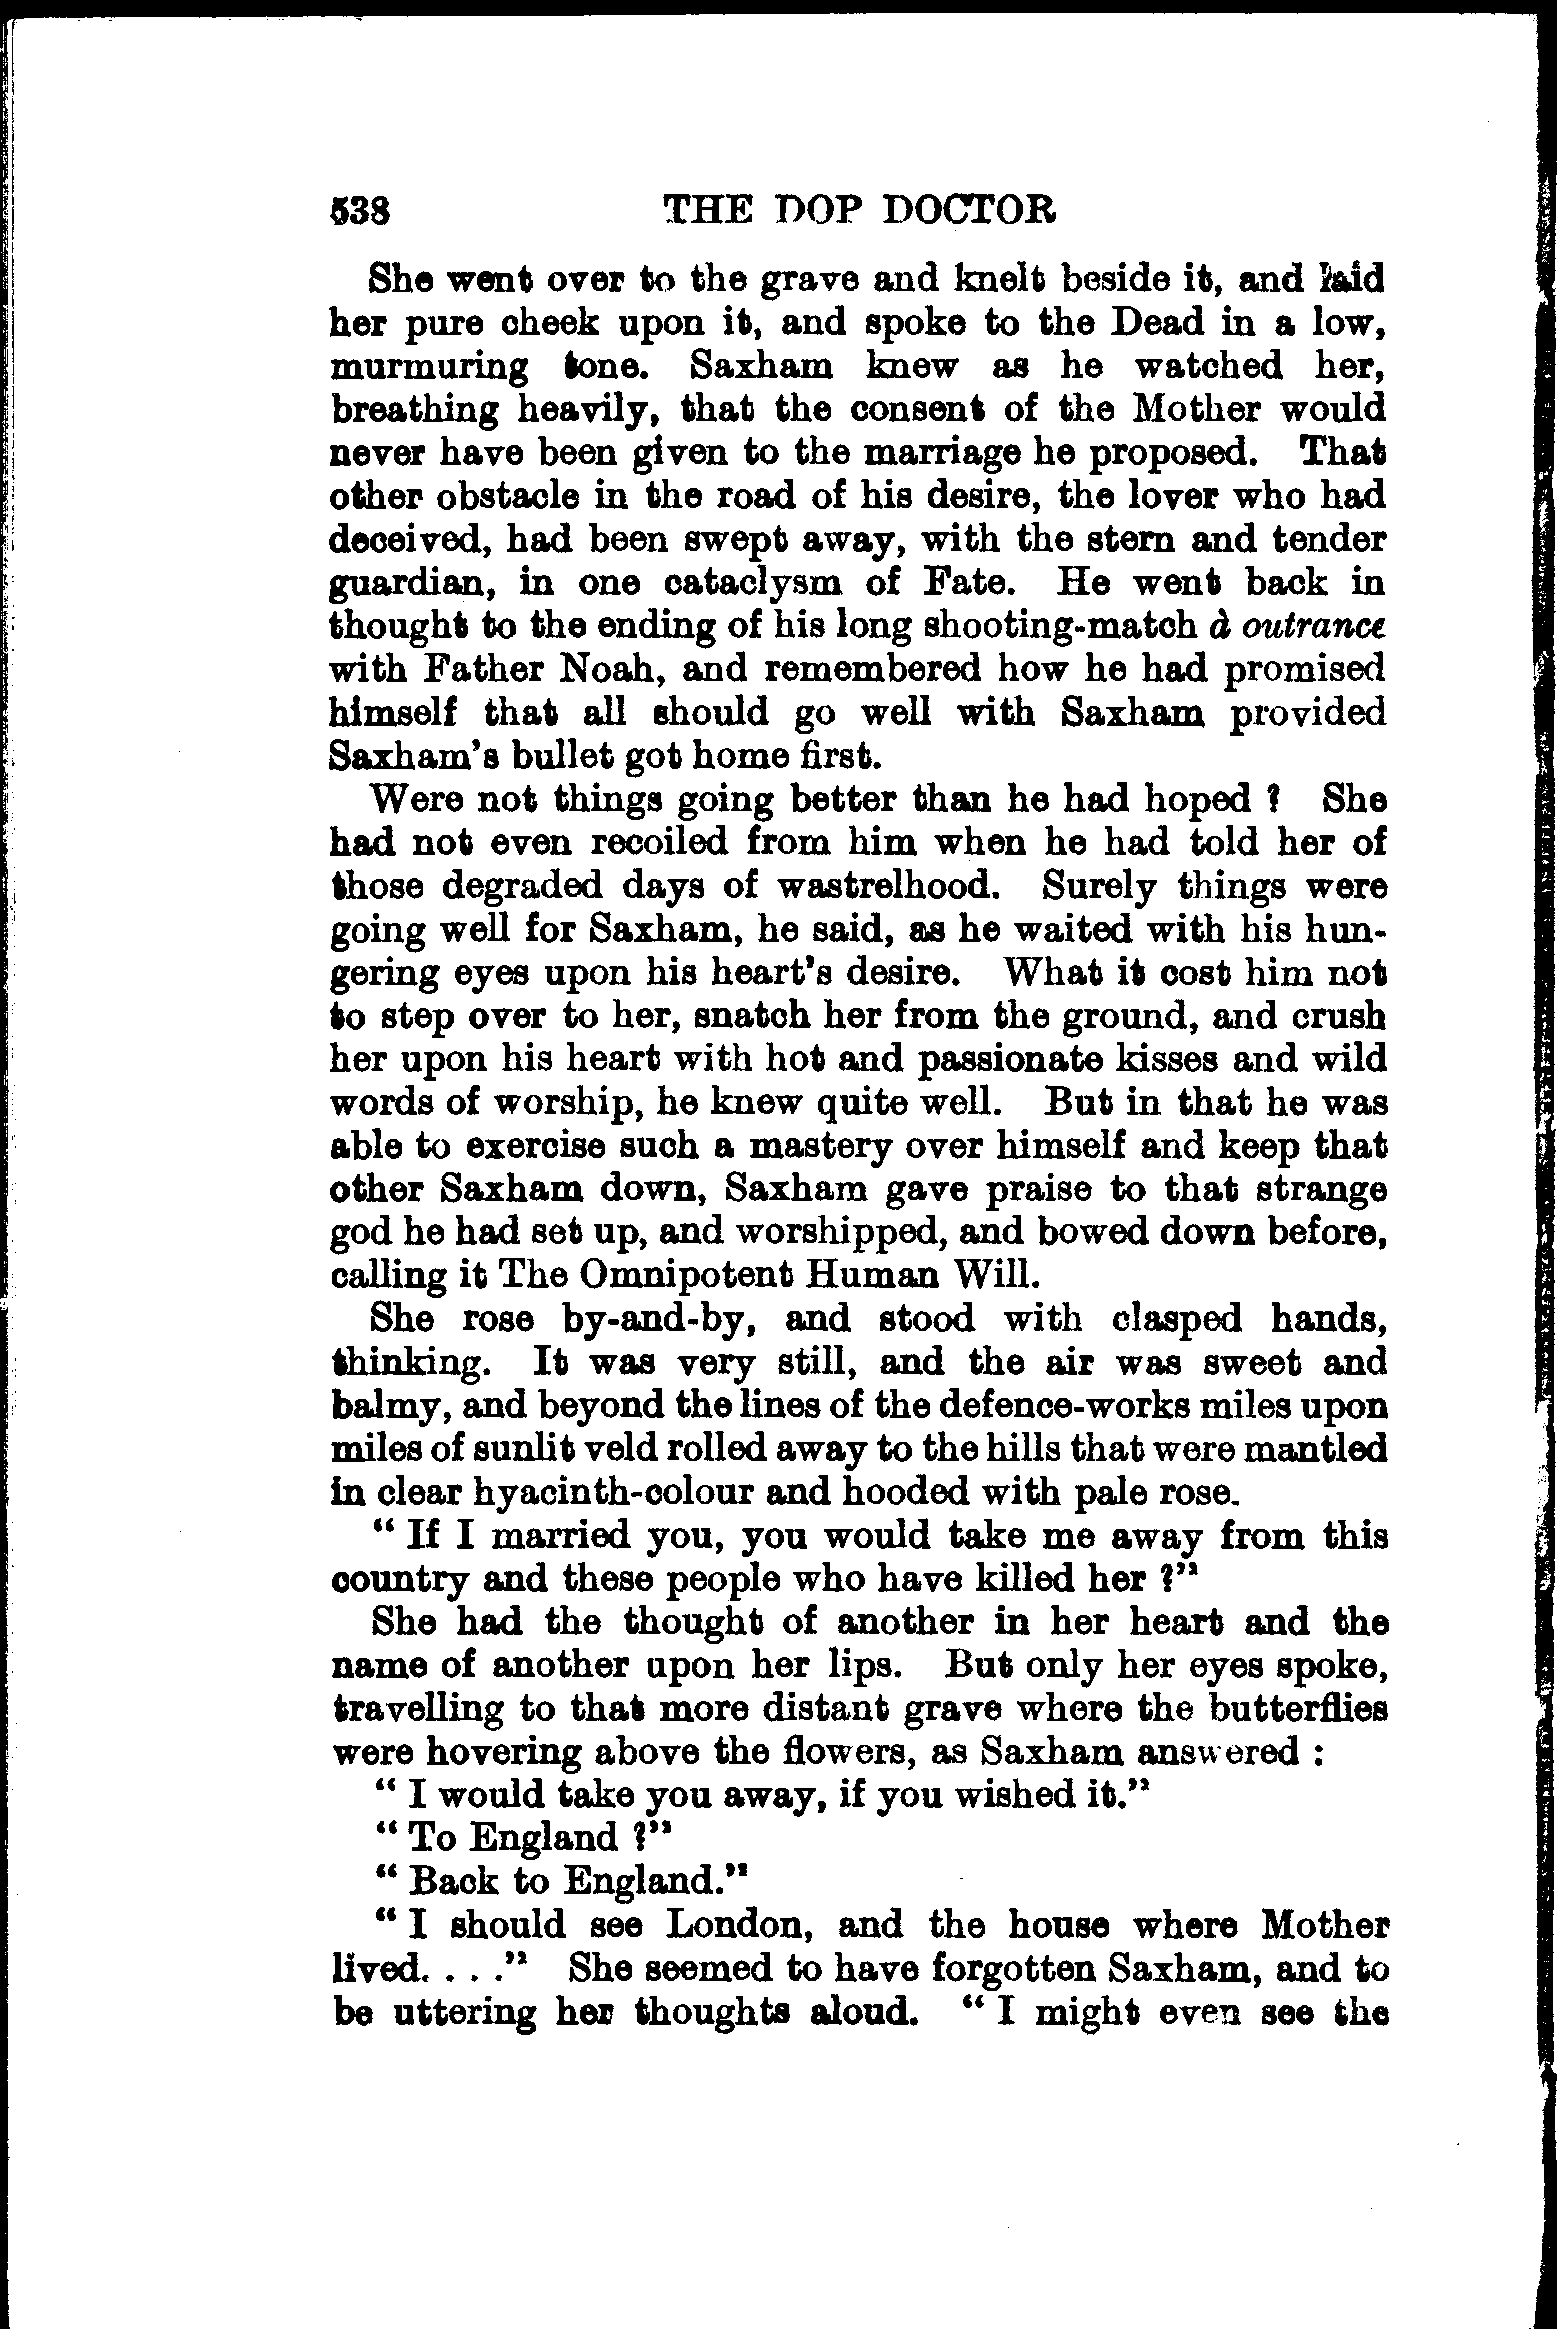 538 THE DOP DOCTOR
She went over to the grave and knelt beside it, and laid
her pure cheek upon it, and spoke to the Dead in a low,
murmuring tone. Saxham knew as he watched her,
breathing heavily, that the consent of the Mother would
never have been given to the marriage he proposed. That
other obstacle in the road of his desire, the lover who had
deceived, had been swept away, with the stern and tender
guardian, in one cataclysm of Fate. He went back in
thought to the ending of his long shooting-match à outrance
with Father Noah, and remembered how he had promised
himself that all should go well with Saxham provided
Saxham's bullet got home first.
Were not things going better than he had hoped ? She
had not even recoiled from him when he had told her of
those degraded days of wastrelhood. Surely things were
going well for Saxham, he said, as he waited with his hun-
gering eyes upon his heart's desire. What it cost him not
to step over to her, snatch her from the ground, and crush
her upon his heart with hot and passionate kisses and wild
words of worship, he knew quite well. But in that he was
able to exercise such a mastery over himself and keep that
other Saxham down, Saxham gave praise to that strange
god he had set up, and worshipped, and bowed down before,
calling it The Omnipotent Human Will.
She rose by-and-by, and stood with clasped hands,
thinking. It was very still, and the air was sweet and
balmy, and beyond the lines of the defence-works miles upon
miles of sunlit veld rolled away to the hills that were mantled
in clear hyacinth-colour and hooded with pale rose.
" If I married you, you would take me away from this
country and these people who have killed her ?"
She had the thought of another in her heart and the
name of another upon her lips. But only her eyes spoke,
travelling to that more distant grave where the butterflies
were hovering above the flowers, as Saxham answered :
" I would take you away, if you wished it."
" To England ?"
" Back to England."
" I should see London, and the house where Mother
lived. . . ." She seemed to have forgotten Saxham, and to
be uttering her thoughts aloud. " I might even see the